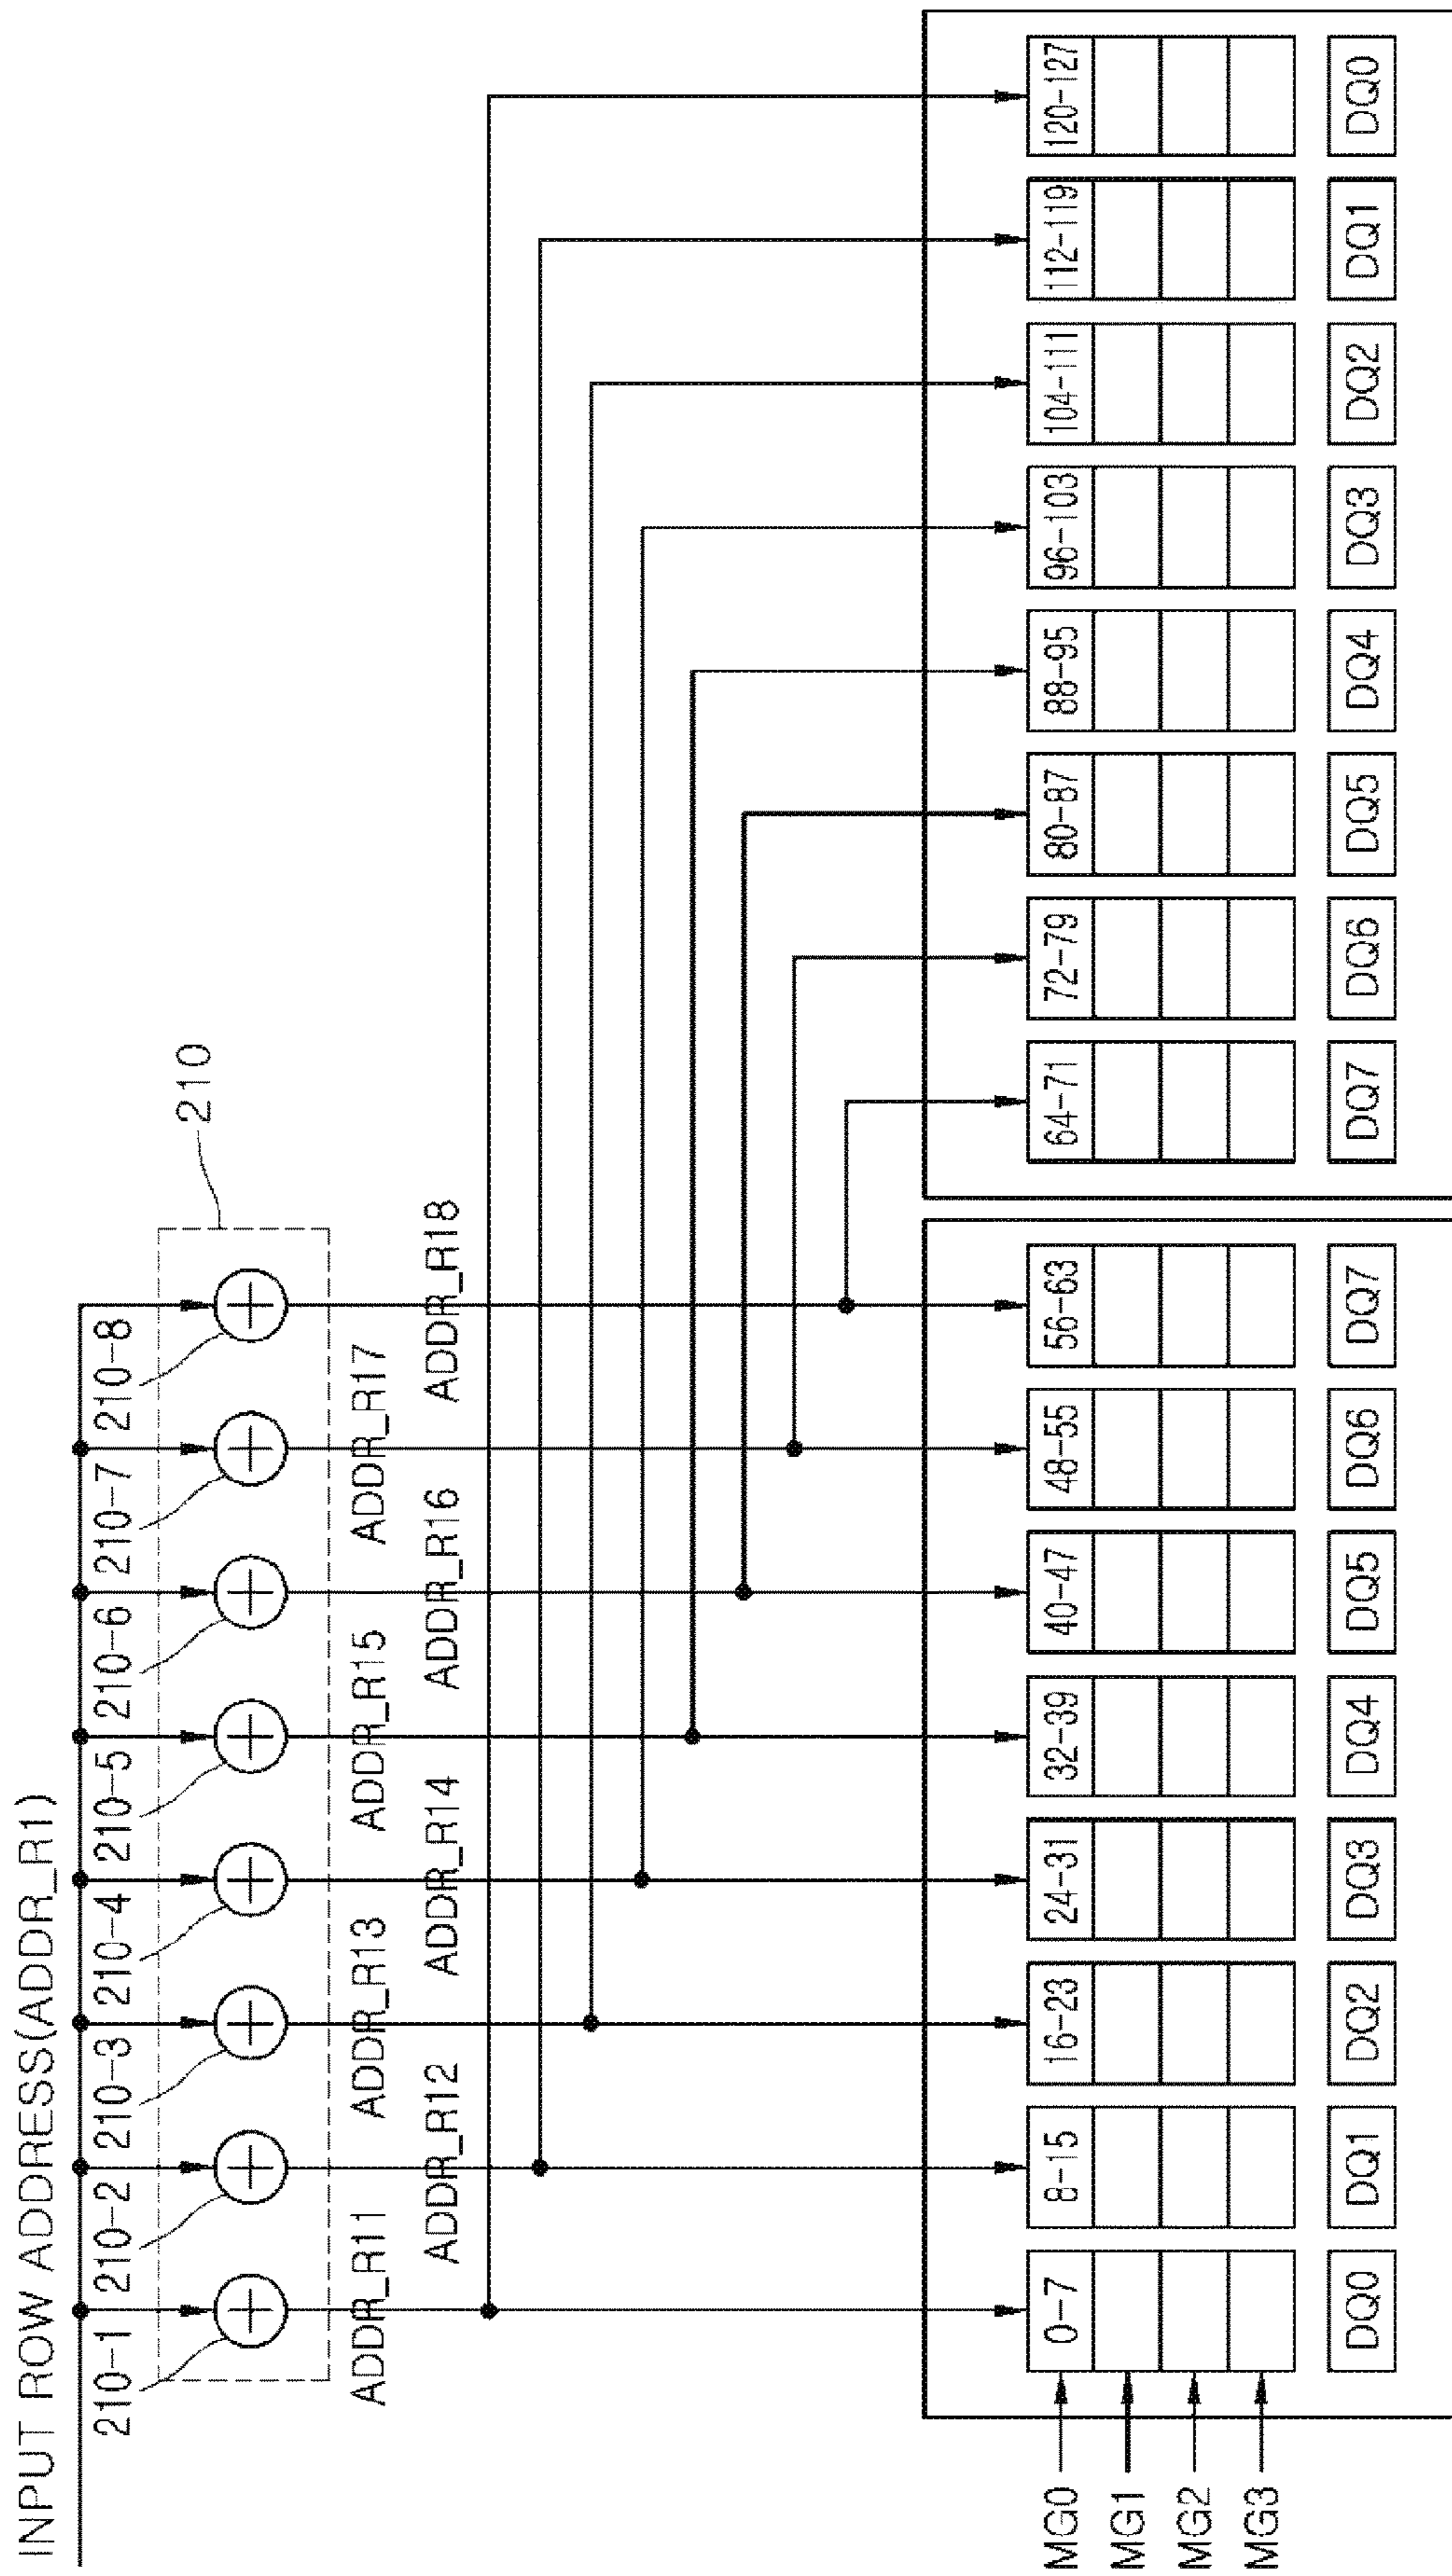 INPUT ROW ADDRESS(ADDR_R1)
210
210-1 210-2 210-3 210-4 210-5 210-6 210-7 210-8
ADDR_R11 ADDR_R13 ADDR_R15 ADDR_R17
ADDR_R12 ADDR_R14 ADDR_R16 ADDR_R18
MG0 0-7 8-15 16-23 24-31 32-39 40-47 48-55 56-63 64-71 72-79 80-87 88-95 96-103 104-111 112-119 120-127
MG1
MG2
MG3
DQ0 DQ1 DQ2 DQ3 DQ4 DQ5 DQ6 DQ7 DQ7 DQ6 DQ5 DQ4 DQ3 DQ2 DQ1 DQ0